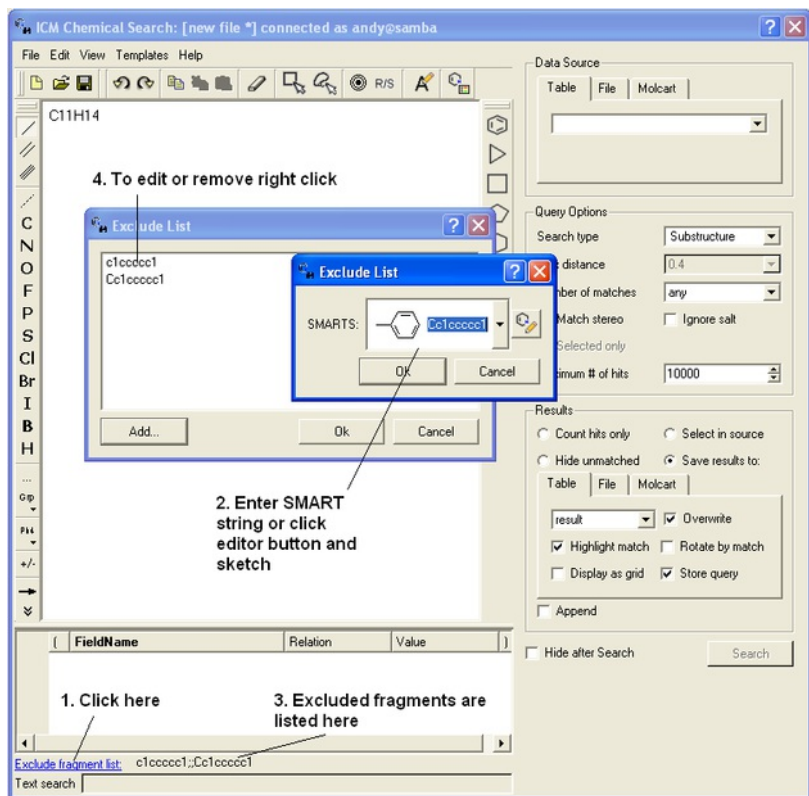 ICM Chemical Search: [new file *] connected as andy@samba
File Edit View Templates Help
R/S
C11H14
4. To edit or remove right click
C
N
O
F
P
S
Cl
Br
I
B
H
...
Grp
+/-
Exclude List
c1ccccc1
Cc1ccccc1
Add...
Ok
Cancel
Exclude List
SMARTS:
Cc1ccccc1
Ok
Cancel
2. Enter SMART
string or click
editor button and
sketch
( FieldName Relation Value )
1. Click here
3. Excluded fragments are
listed here
Exclude fragment list: c1ccccc1;;Cc1ccccc1
Text search
Data Source
Table File Molcart
Query Options
Search type Substructure
distance 0.4
ber of matches any
Match stereo Ignore salt
Selected only
imum # of hits 10000
Results
Count hits only Select in source
Hide unmatched Save results to:
Table File Molcart
result Overwrite
Highlight match Rotate by match
Display as grid Store query
Append
Hide after Search Search